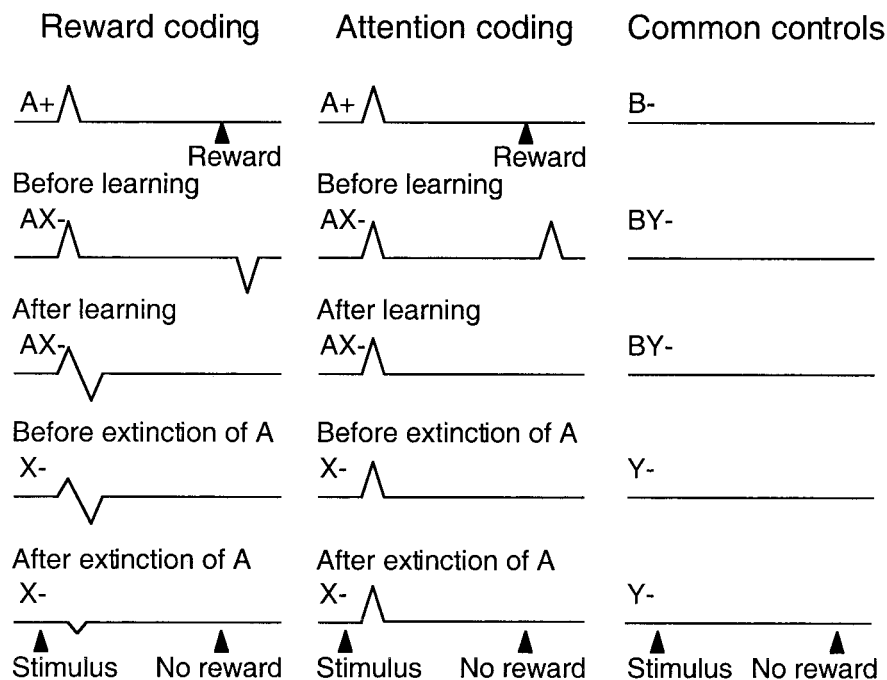 Reward coding Attention coding Common controls
A+ A+ B-
Reward Reward
Before learning Before learning
AX- AX- BY-
After learning After learning
AX- AX- BY-
Before extinction of A Before extinction of A
X- X- Y-
After extinction of A After extinction of A
X- X- Y-
Stimulus No reward Stimulus No reward Stimulus No reward